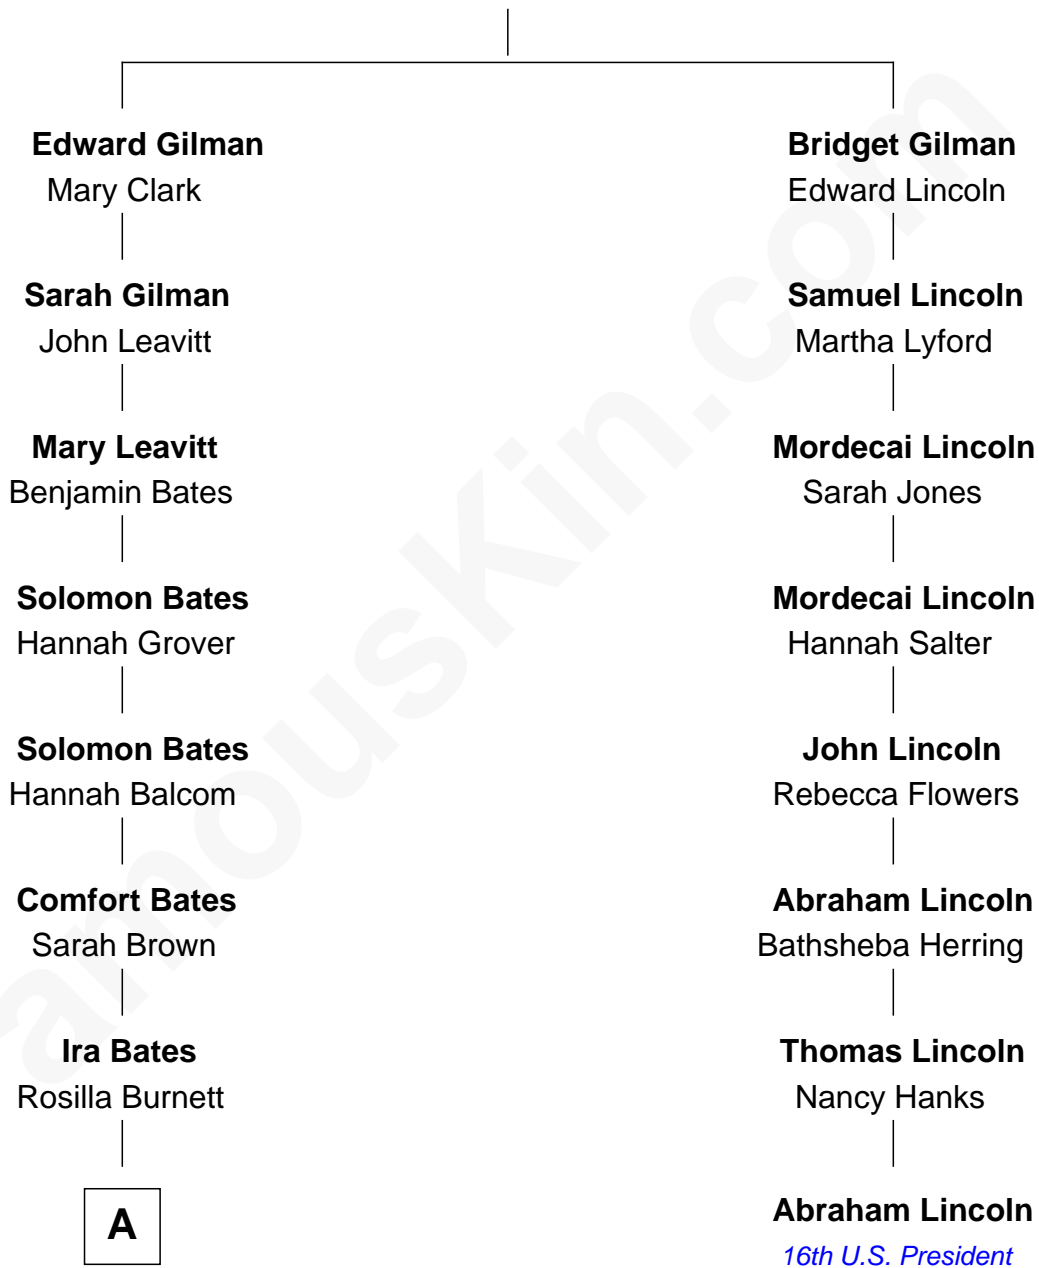 Edward Gilman
Mary Clark
Sarah Gilman
John Leavitt
Mary Leavitt
Benjamin Bates
Solomon Bates
Hannah Grover
Solomon Bates
Hannah Balcom
Comfort Bates
Sarah Brown
Ira Bates
Rosilla Burnett
A
Bridget Gilman
Edward Lincoln
Samuel Lincoln
Martha Lyford
Mordecai Lincoln
Sarah Jones
Mordecai Lincoln
Hannah Salter
John Lincoln
Rebecca Flowers
Abraham Lincoln
Bathsheba Herring
Thomas Lincoln
Nancy Hanks
Abraham Lincoln
16th U.S. President
amousKin.com